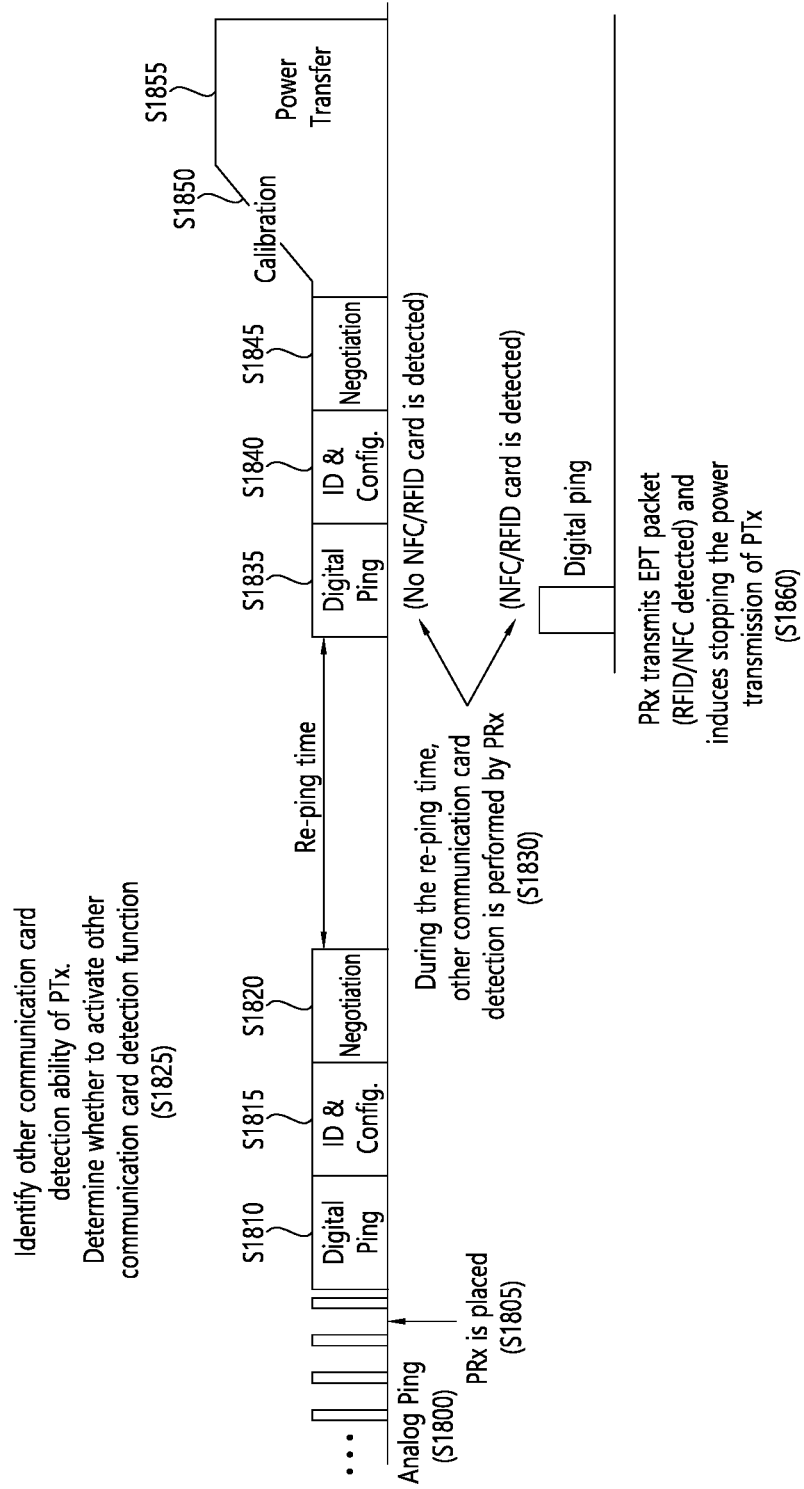 Identify other communication card
detection ability of PTx.
Determine whether to activate other
communication card detection function
(S1825)
S1810
S1815
S1820
S1835
S1840
S1845
S1850
S1855
Digital
Ping
ID &
Config.
Negotiation
Re-ping time
Digital
Ping
ID &
Config.
Negotiation
Calibration
Power
Transfer
• • •
Analog Ping
(S1800)
PRx is placed
(S1805)
During the re-ping time,
other communication card
detection is performed by PRx
(S1830)
(No NFC/RFID card is detected)
(NFC/RFID card is detected)
Digital ping
PRx transmits EPT packet
(RFID/NFC detected) and
induces stopping the power
transmission of PTx
(S1860)